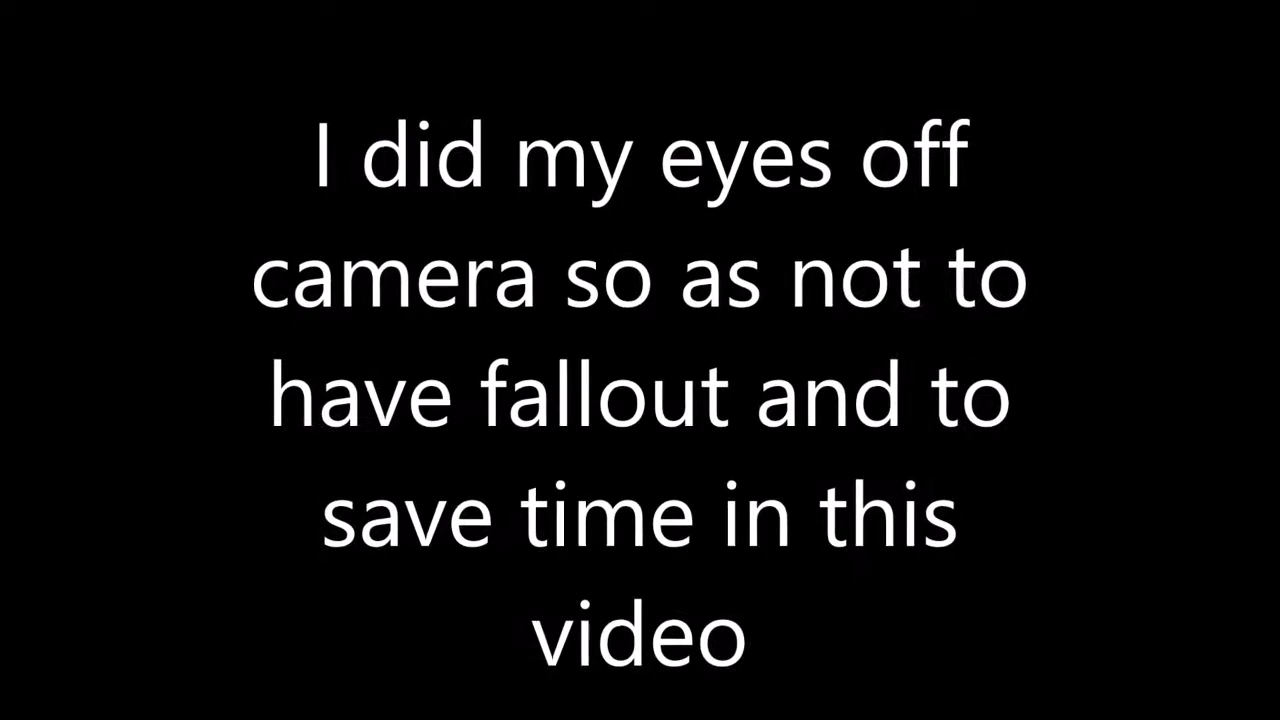 I did my eyes off
camera so as not to
have fallout and to
save time in this
video